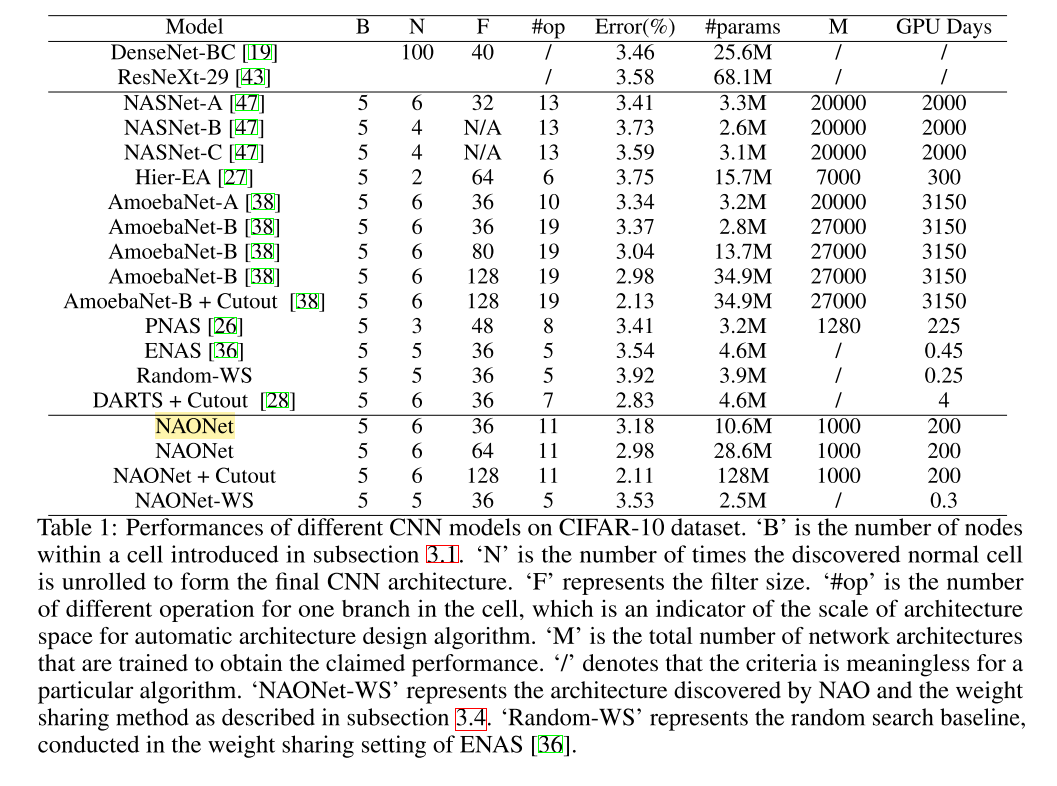 Model B N F #op Error(%) #params M GPU Days
DenseNet-BC [19] 100 40 / 3.46 25.6M / /
ResNeXt-29 [43] / 3.58 68.1M / /
NASNet-A [47] 5 6 32 13 3.41 3.3M 20000 2000
NASNet-B [47] 5 4 N/A 13 3.73 2.6M 20000 2000
NASNet-C [47] 5 4 N/A 13 3.59 3.1M 20000 2000
Hier-EA [27] 5 2 64 6 3.75 15.7M 7000 300
AmoebaNet-A [38] 5 6 36 10 3.34 3.2M 20000 3150
AmoebaNet-B [38] 5 6 36 19 3.37 2.8M 27000 3150
AmoebaNet-B [38] 5 6 80 19 3.04 13.7M 27000 3150
AmoebaNet-B [38] 5 6 128 19 2.98 34.9M 27000 3150
AmoebaNet-B + Cutout [38] 5 6 128 19 2.13 34.9M 27000 3150
PNAS [26] 5 3 48 8 3.41 3.2M 1280 225
ENAS [36] 5 5 36 5 3.54 4.6M / 0.45
Random-WS 5 5 36 5 3.92 3.9M / 0.25
DARTS + Cutout [28] 5 6 36 7 2.83 4.6M / 4
NAONet 5 6 36 11 3.18 10.6M 1000 200
NAONet 5 6 64 11 2.98 28.6M 1000 200
NAONet + Cutout 5 6 128 11 2.11 128M 1000 200
NAONet-WS 5 5 36 5 3.53 2.5M / 0.3
Table 1: Performances of different CNN models on CIFAR-10 dataset. ‘B’ is the number of nodes
within a cell introduced in subsection 3.1. ‘N’ is the number of times the discovered normal cell
is unrolled to form the final CNN architecture. ‘F’ represents the filter size. ‘#op’ is the number
of different operation for one branch in the cell, which is an indicator of the scale of architecture
space for automatic architecture design algorithm. ‘M’ is the total number of network architectures
that are trained to obtain the claimed performance. ‘/’ denotes that the criteria is meaningless for a
particular algorithm. ‘NAONet-WS’ represents the architecture discovered by NAO and the weight
sharing method as described in subsection 3.4. ‘Random-WS’ represents the random search baseline,
conducted in the weight sharing setting of ENAS [36].